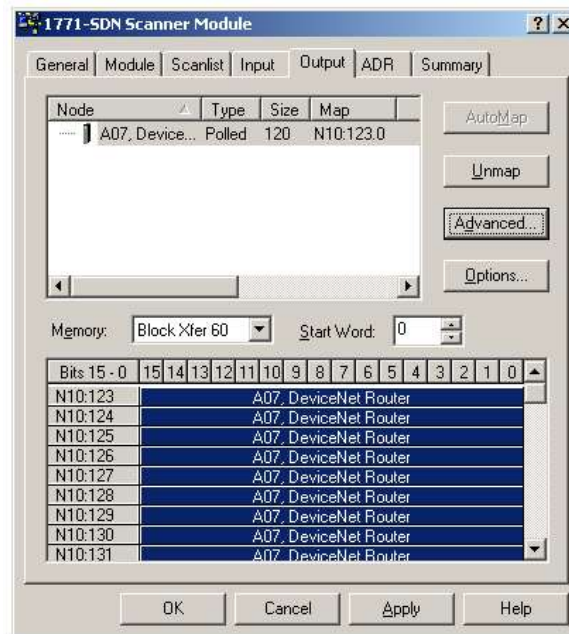 1771-SDN Scanner Module
General Module Scanlist Input Output ADR Summary
Node Type Size Map
A07, Device... Polled 120 N10:123.0
AutoMap
Unmap
Advanced...
Options...
Memory: Block Xfer 60 Start Word: 0
Bits 15 - 0 15 14 13 12 11 10 9 8 7 6 5 4 3 2 1 0
N10:123 A07, DeviceNet Router
N10:124 A07, DeviceNet Router
N10:125 A07, DeviceNet Router
N10:126 A07, DeviceNet Router
N10:127 A07, DeviceNet Router
N10:128 A07, DeviceNet Router
N10:129 A07, DeviceNet Router
N10:130 A07, DeviceNet Router
N10:131 A07, DeviceNet Router
OK Cancel Apply Help